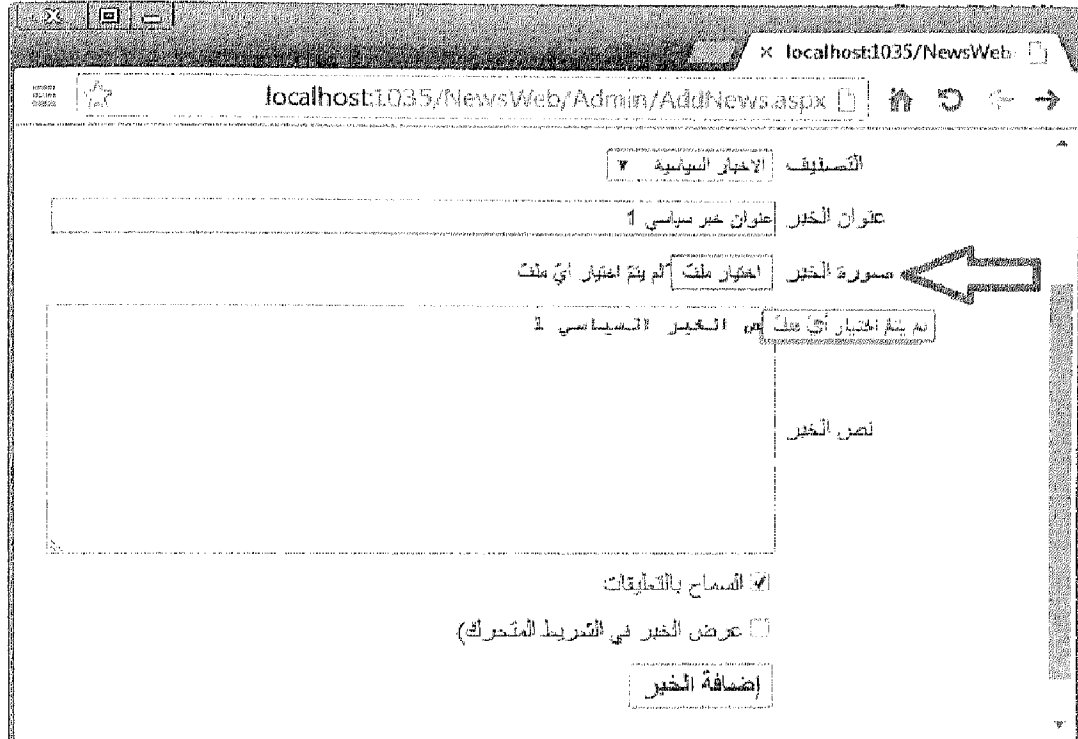 localhost:1035/NewsWeb
localhost:1035/NewsWeb/Admin/AddNews.aspx
التصنيف الاخبار السياسية
عنوان الخبر عنوان خبر سياسي 1
صورة الخبر اختيار ملفّ لم يتمّ اختيار أيّ ملفّ
لم يتمّ اختيار أيّ ملفّ
ص الخبر السياسي 1
نص الخبر
السماح بالتعليقات
عرض الخبر في الشريط المتحرك)
إضافة الخبر